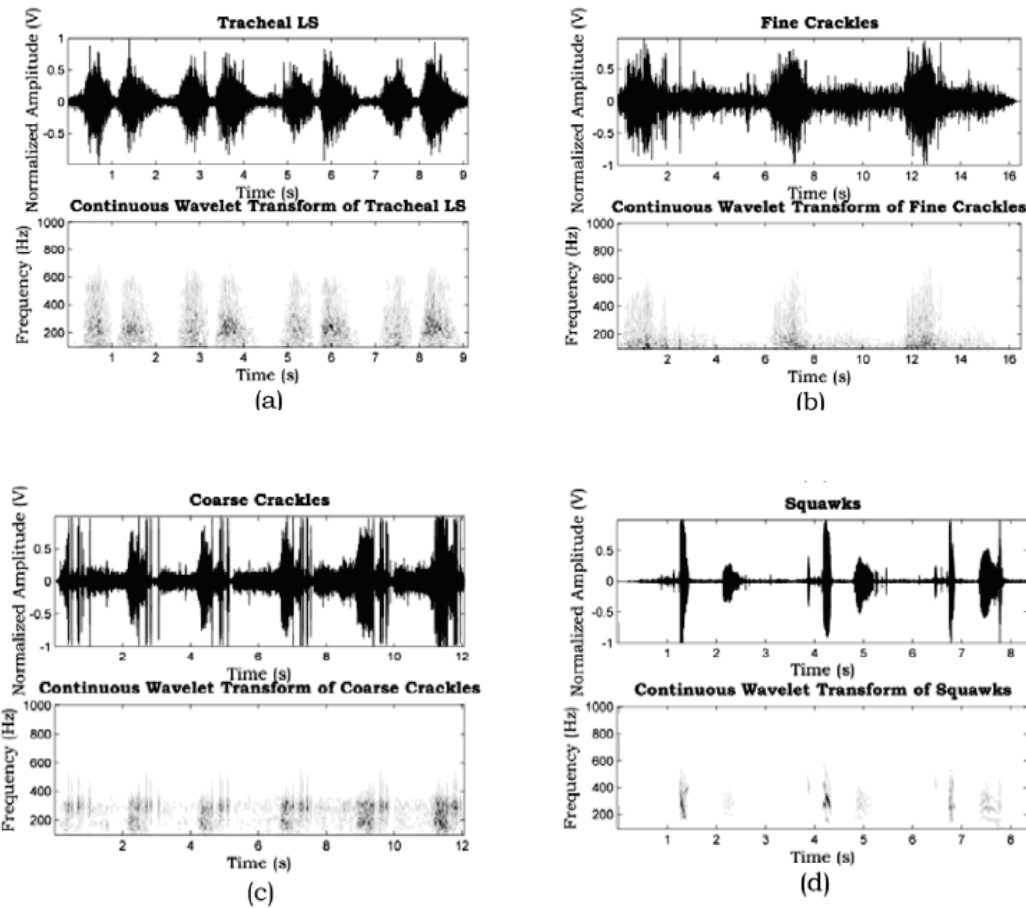 Tracheal LS
Normalized Amplitude (V)
1
0.5
0
-0.5
1 2 3 4 5 6 7 8 9
Time (s)
Continuous Wavelet Transform of Tracheal LS
Frequency (Hz)
1000
800
600
400
200
1 2 3 4 5 6 7 8 9
Time (s)
(a)
Fine Crackles
Normalized Amplitude (V)
1
0.5
0
-0.5
-1
2 4 6 8 10 12 14 16
Time (s)
Continuous Wavelet Transform of Fine Crackles
Frequency (Hz)
1000
800
600
400
200
2 4 6 8 10 12 14 16
Time (s)
(b)
Coarse Crackles
Normalized Amplitude (V)
0.5
0
-0.5
-1
2 4 6 8 10 12
Time (s)
Continuous Wavelet Transform of Coarse Crackles
Frequency (Hz)
1000
800
600
400
200
2 4 6 8 10 12
Time (s)
(c)
Squawks
Normalized Amplitude (V)
0.5
0
-0.5
-1
1 2 3 4 5 6 7 8
Time (s)
Continuous Wavelet Transform of Squawks
Frequency (Hz)
1000
800
600
400
200
1 2 3 4 5 6 7 8
Time (s)
(d)